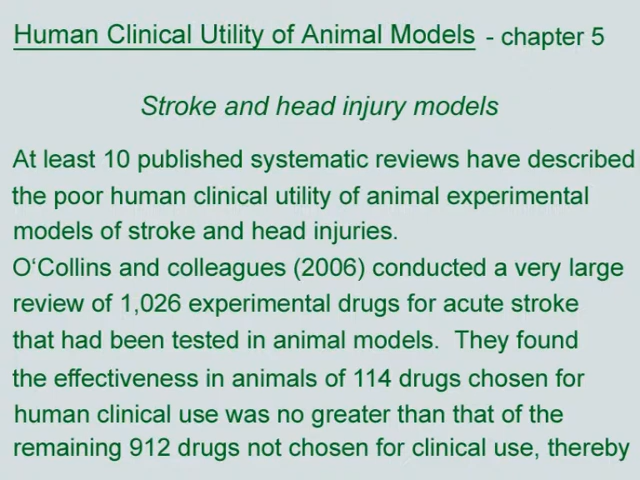 Human Clinical Utility of Animal Models - chapter 5
Stroke and head injury models
At least 10 published systematic reviews have described
the poor human clinical utility of animal experimental
models of stroke and head injuries.
O‘Collins and colleagues (2006) conducted a very large
review of 1,026 experimental drugs for acute stroke
that had been tested in animal models. They found
the effectiveness in animals of 114 drugs chosen for
human clinical use was no greater than that of the
remaining 912 drugs not chosen for clinical use, thereby